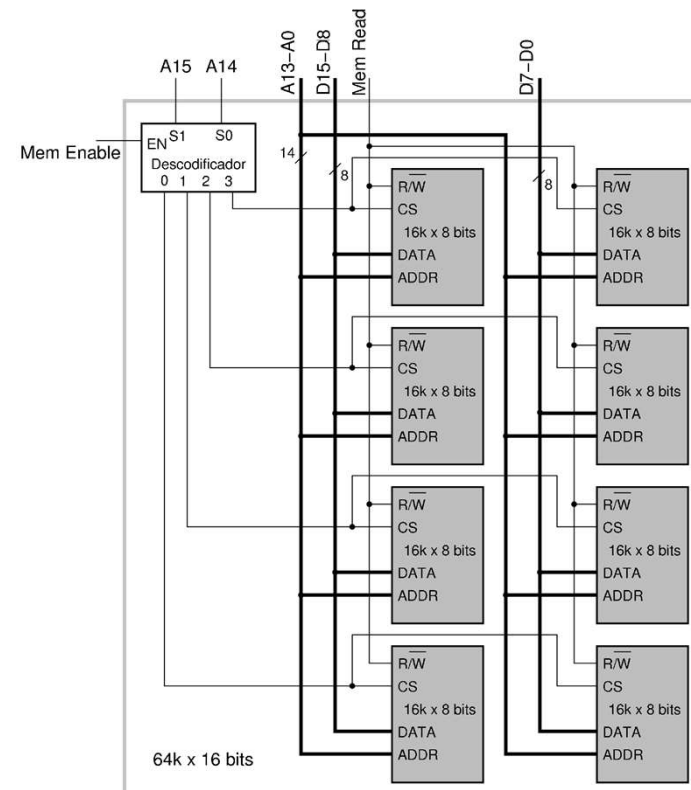 A15 A14 A13-A0 D15-D8 Mem Read D7-D0
Mem Enable EN S1 S0
Descodificador
0 1 2 3
14 8 8
R/W R/W
CS CS
16k x 8 bits 16k x 8 bits
DATA DATA
ADDR ADDR
R/W R/W
CS CS
16k x 8 bits 16k x 8 bits
DATA DATA
ADDR ADDR
R/W R/W
CS CS
16k x 8 bits 16k x 8 bits
DATA DATA
ADDR ADDR
R/W R/W
CS CS
16k x 8 bits 16k x 8 bits
DATA DATA
ADDR ADDR
64k x 16 bits